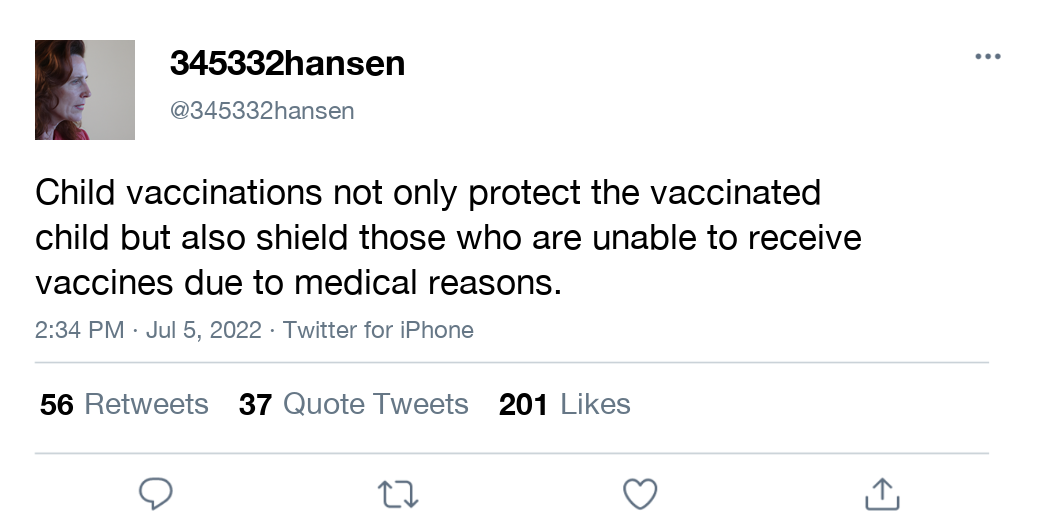 345332hansen
@345332hansen
Child vaccinations not only protect the vaccinated
child but also shield those who are unable to receive
vaccines due to medical reasons.
2:34 PM · Jul 5, 2022 · Twitter for iPhone
56 Retweets 37 Quote Tweets 201 Likes